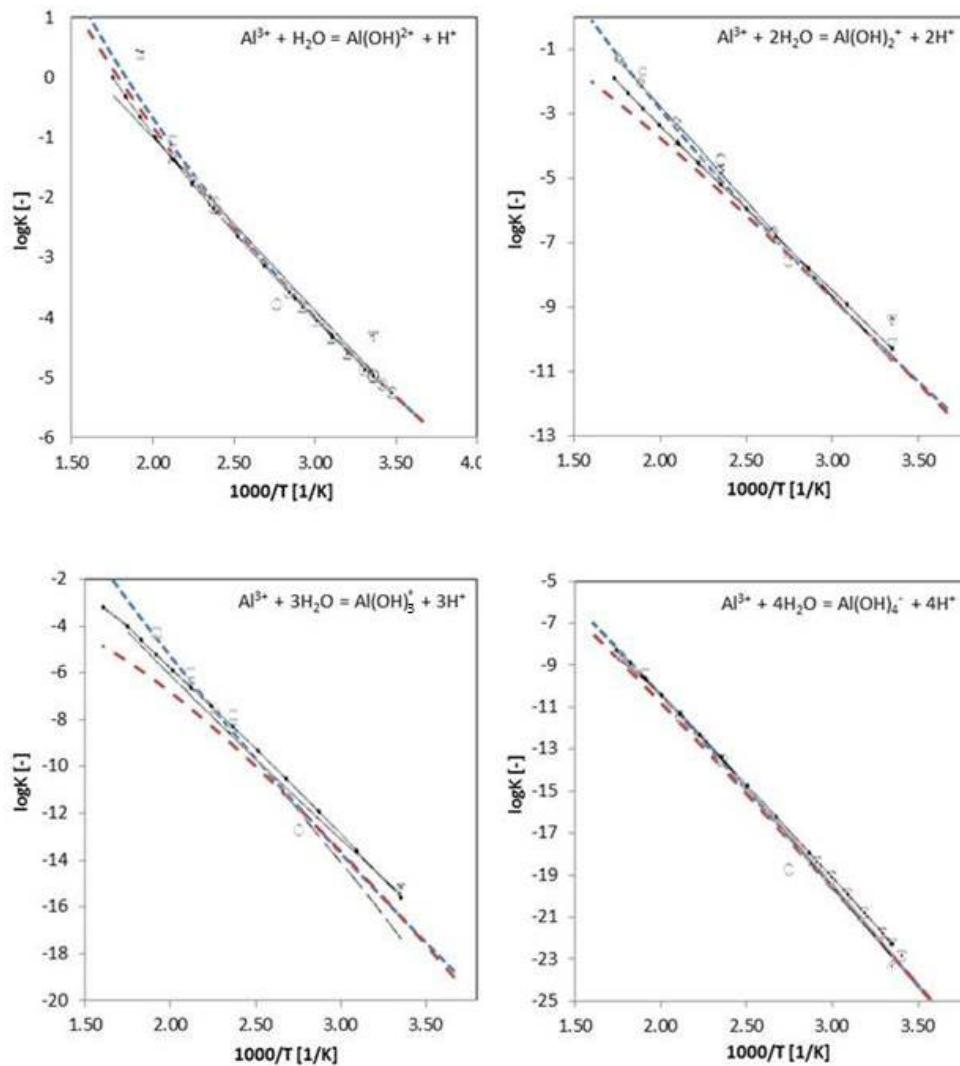 Al³⁺ + H₂O = Al(OH)²⁺ + H⁺
1
0
-1
-2
-3
-4
-5
-6
logK [-]
1.50 2.00 2.50 3.00 3.50 4.0
1000/T [1/K]
Al³⁺ + 2H₂O = Al(OH)₂⁺ + 2H⁺
-1
-3
-5
-7
-9
-11
-13
logK [-]
1.50 2.00 2.50 3.00 3.50
1000/T [1/K]
Al³⁺ + 3H₂O = Al(OH)₃° + 3H⁺
-2
-4
-6
-8
-10
-12
-14
-16
-18
-20
logK [-]
1.50 2.00 2.50 3.00 3.50
1000/T [1/K]
Al³⁺ + 4H₂O = Al(OH)₄⁻ + 4H⁺
-5
-7
-9
-11
-13
-15
-17
-19
-21
-23
-25
logK [-]
1.50 2.00 2.50 3.00 3.50
1000/T [1/K]